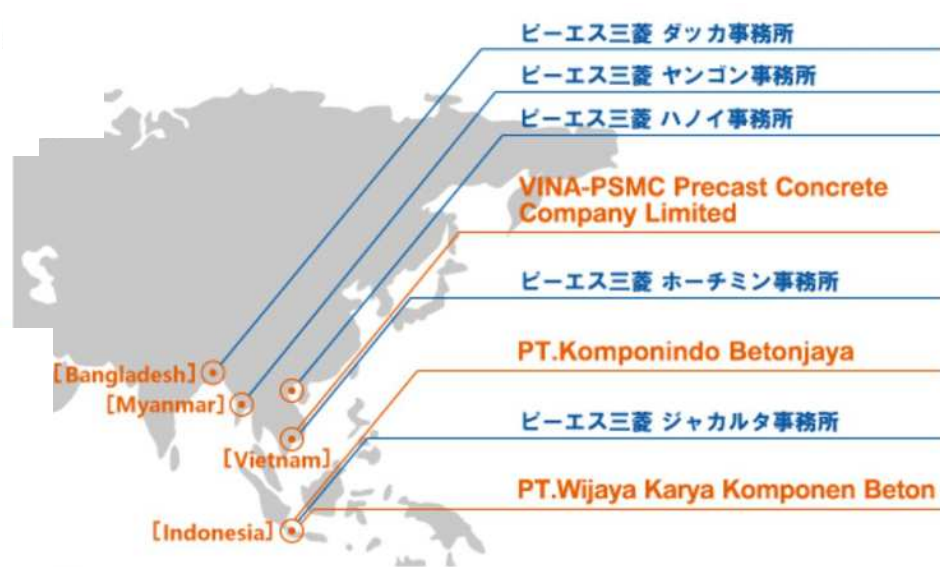 ピーエス三菱 ダッカ事務所
ピーエス三菱 ヤンゴン事務所
ピーエス三菱 ハノイ事務所
VINA-PSMC Precast Concrete
Company Limited
ピーエス三菱 ホーチミン事務所
PT.Komponindo Betonjaya
[Bangladesh]
[Myanmar]
ピーエス三菱 ジャカルタ事務所
[Vietnam]
PT.Wijaya Karya Komponen Beton
[Indonesia]